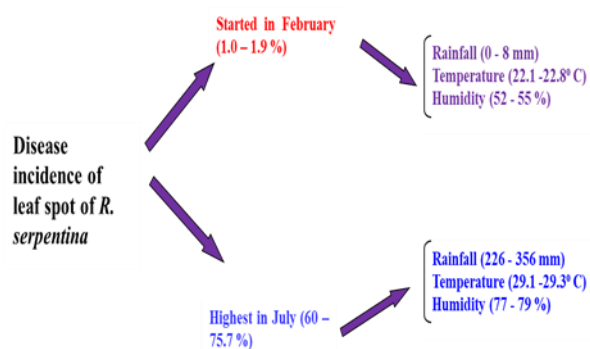 Started in February
(1.0 – 1.9 %)
Rainfall (0 - 8 mm)
Temperature (22.1 -22.8⁰ C)
Humidity (52 - 55 %)
Disease
incidence of
leaf spot of R.
serpentina
Rainfall (226 - 356 mm)
Temperature (29.1 -29.3⁰ C)
Humidity (77 - 79 %)
Highest in July (60 –
75.7 %)